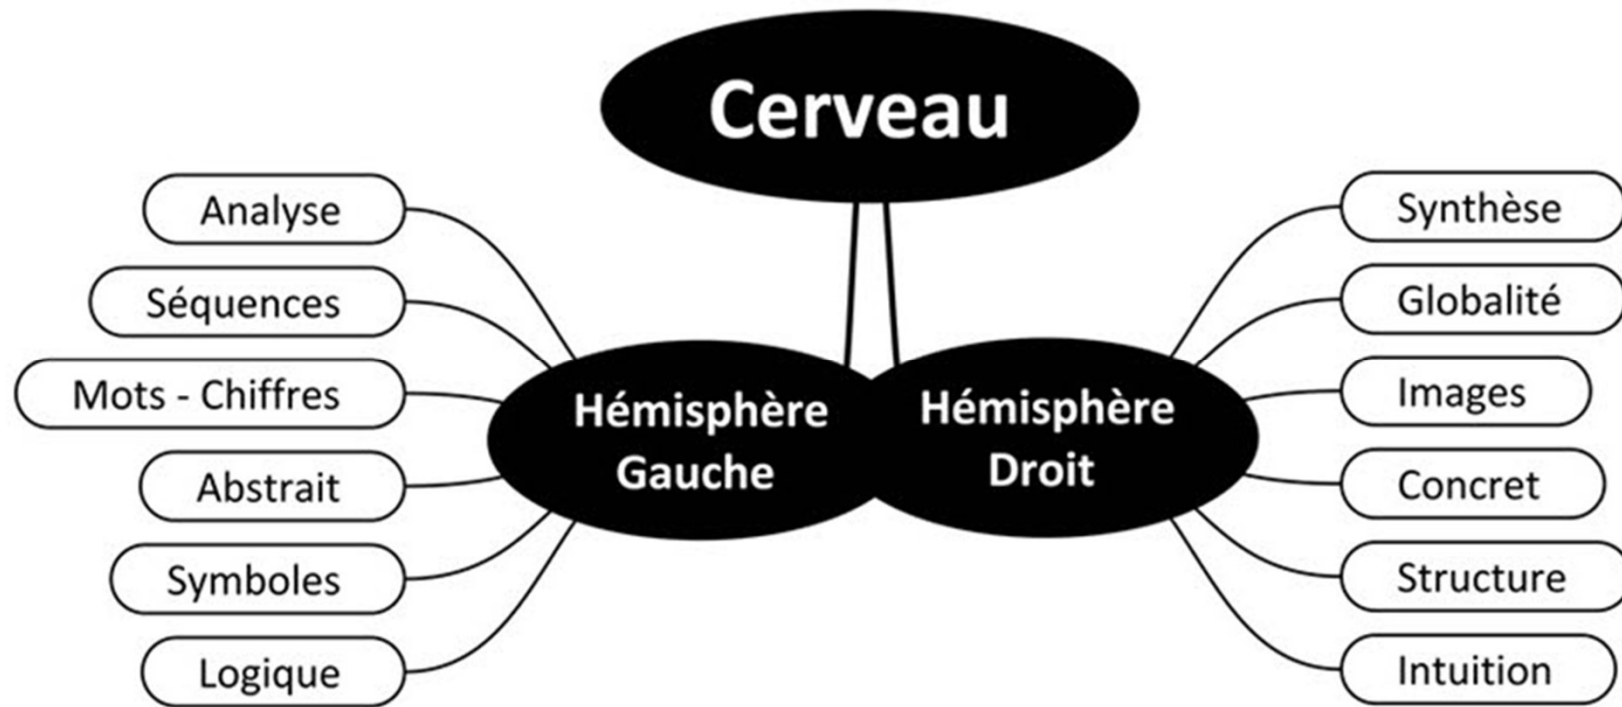 Cerveau
Analyse
Séquences
Mots - Chiffres
Abstrait
Symboles
Logique
Hémisphère
Gauche
Hémisphère
Droit
Synthèse
Globalité
Images
Concret
Structure
Intuition